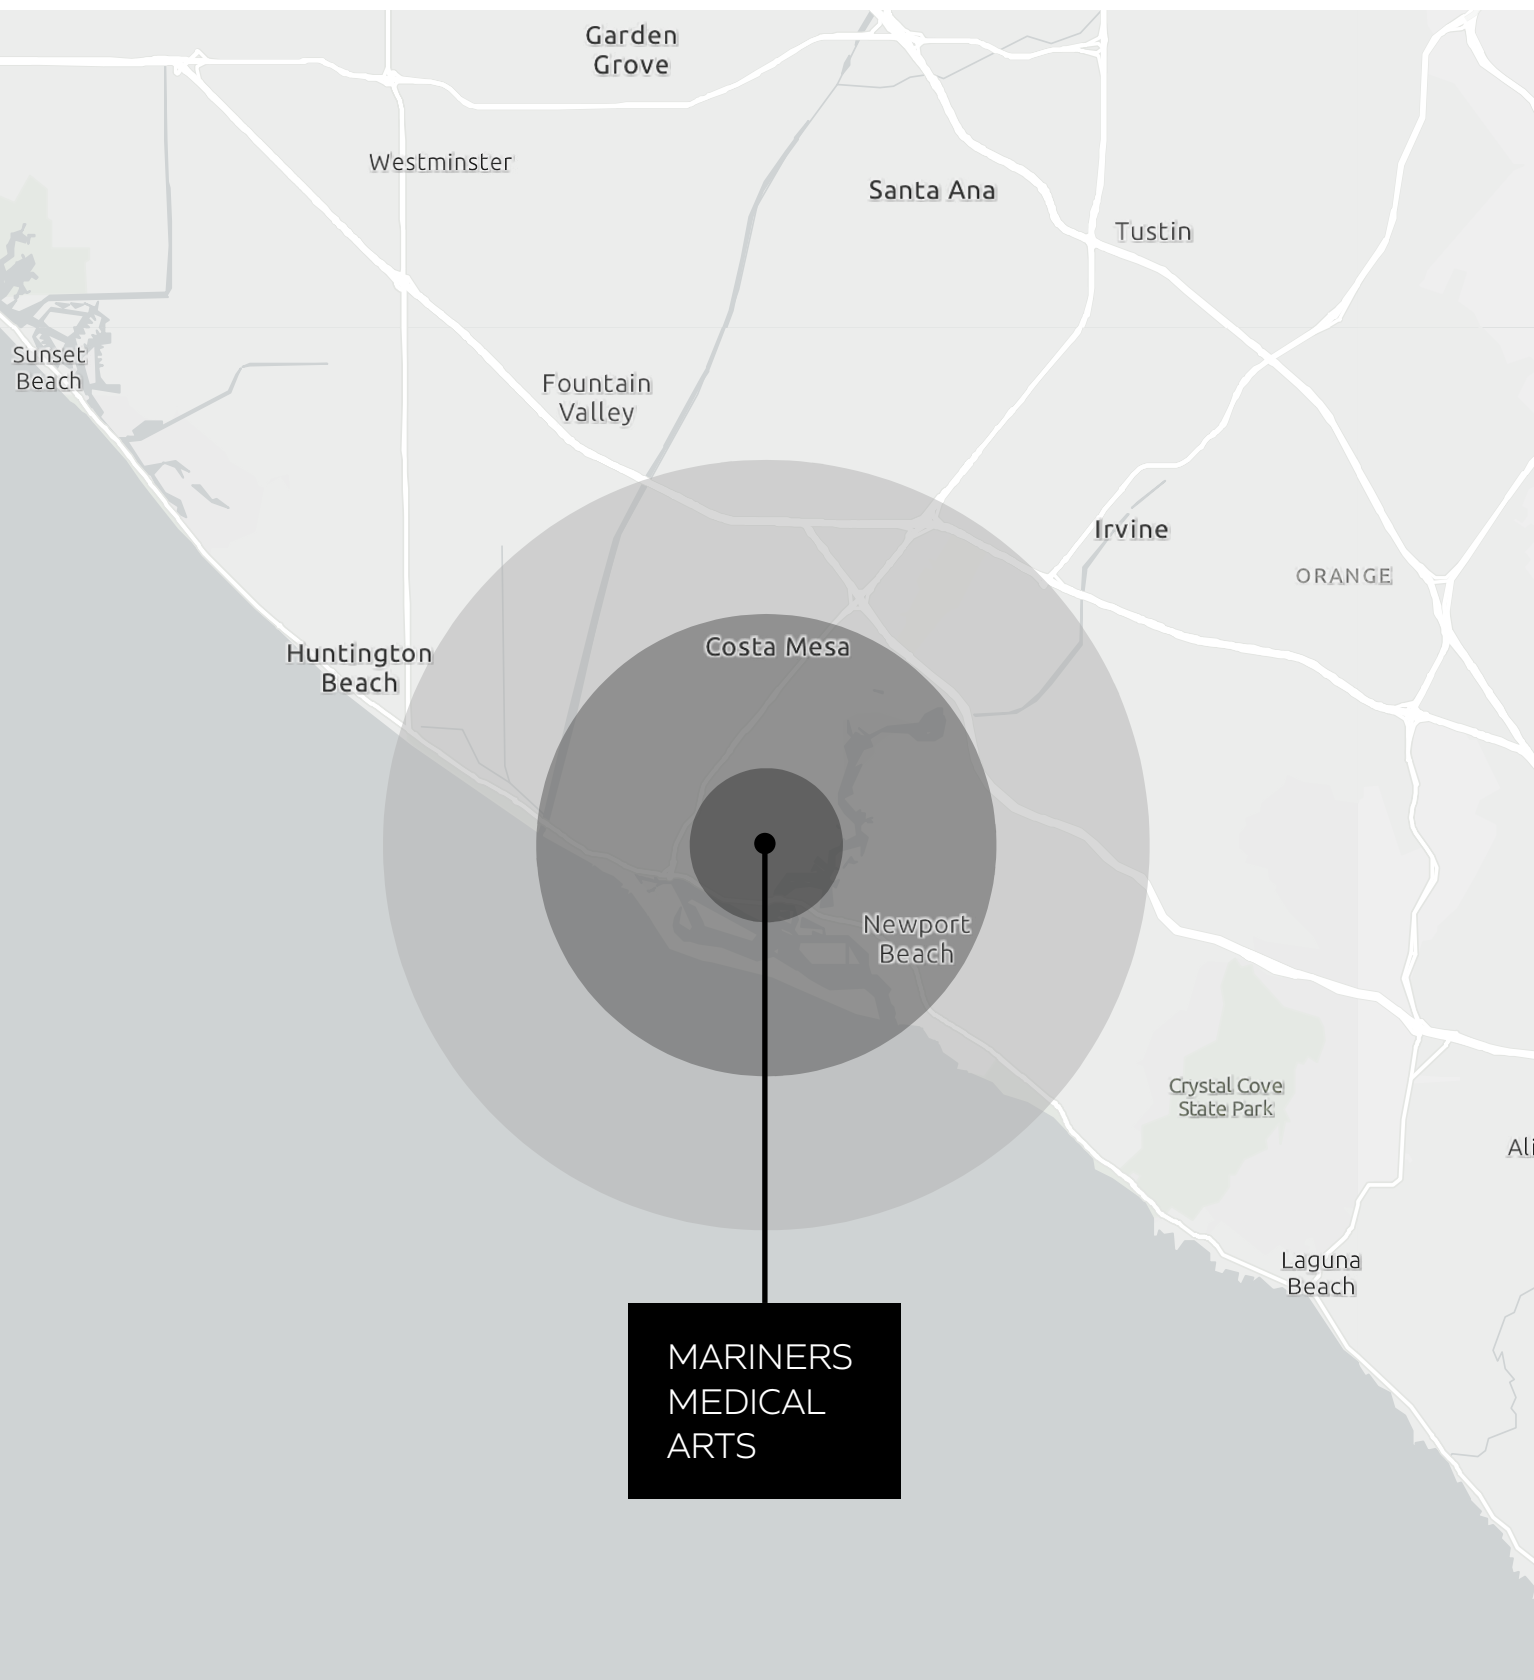 Garden
Grove
Westminster
Santa Ana
Tustin
Sunset
Beach
Fountain
Valley
Irvine
ORANGE
Huntington
Beach
Costa Mesa
Newport
Beach
Crystal Cove
State Park
Ali
Laguna
Beach
MARINERS
MEDICAL
ARTS